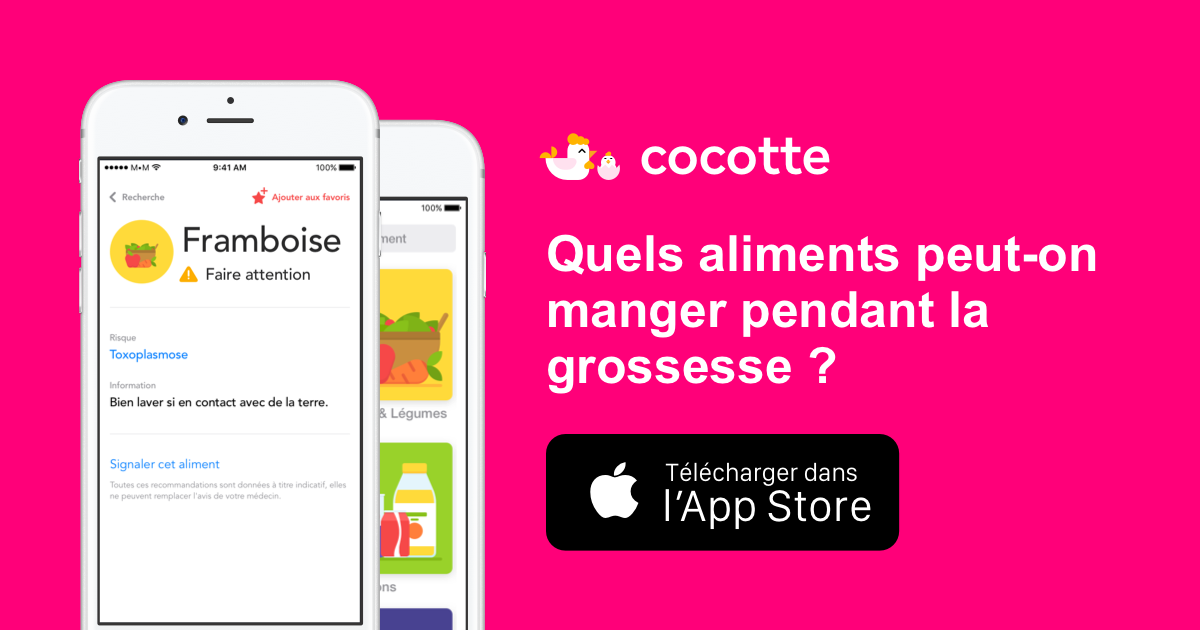 M•M
9:41 AM
100%
Recherche
Ajouter aux favoris
Framboise
Faire attention
Risque
Toxoplasmose
Information
Bien laver si en contact avec de la terre.
Signaler cet aliment
Toutes ces recommandations sont données à titre indicatif, elles
ne peuvent remplacer l'avis de votre médecin.
100%
ment
& Légumes
ons
cocotte
Quels aliments peut-on
manger pendant la
grossesse ?
Télécharger dans
l'App Store